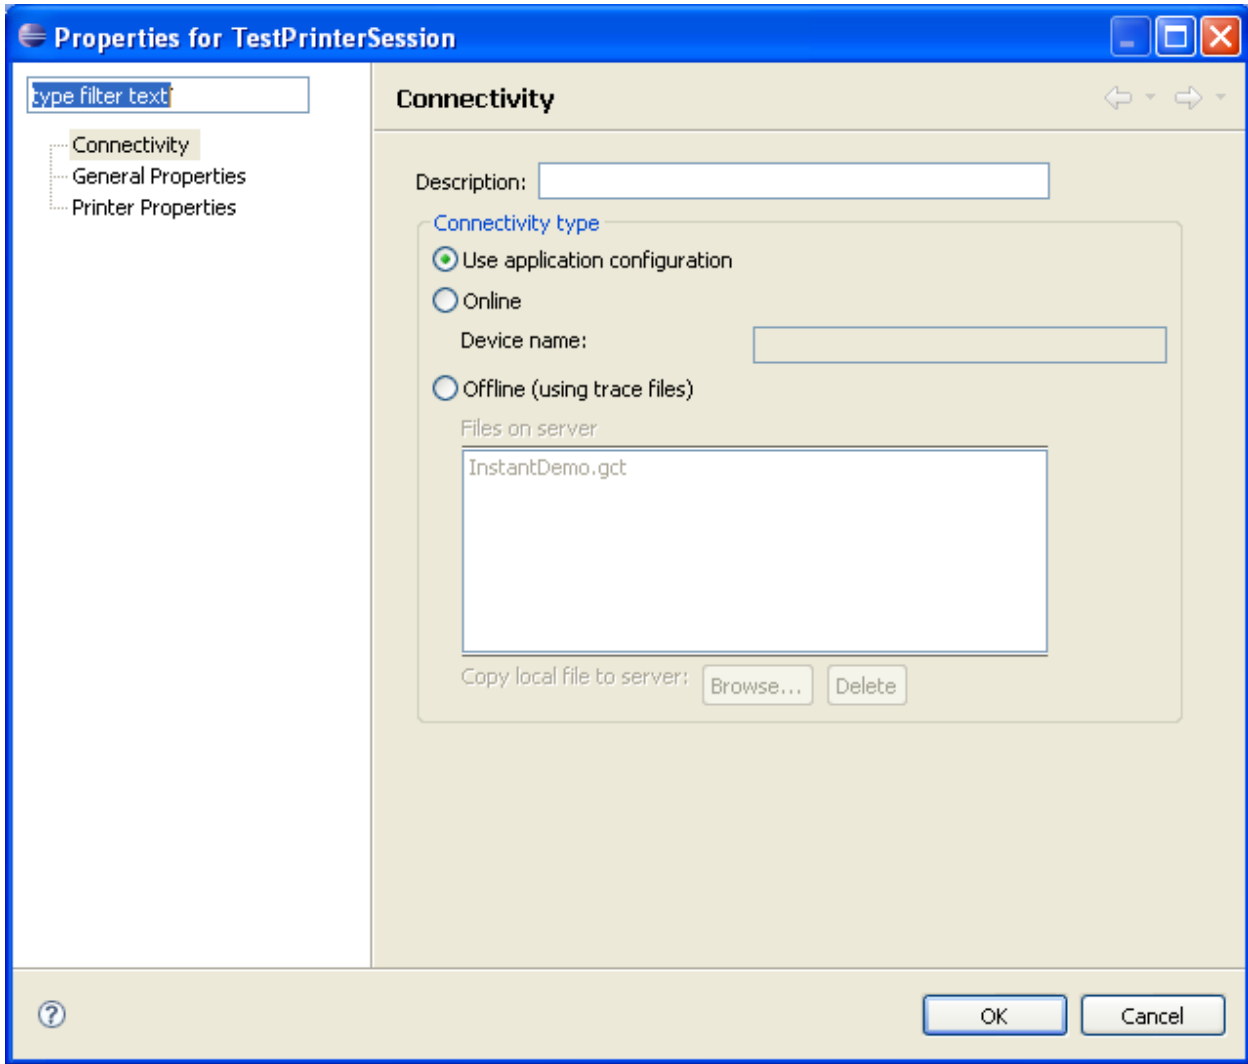 Properties for TestPrinterSession
type filter text
Connectivity
General Properties
Printer Properties
Connectivity
Description:
Connectivity type
Use application configuration
Online
Device name:
Offline (using trace files)
Files on server
InstantDemo.gct
Copy local file to server: Browse... Delete
OK Cancel